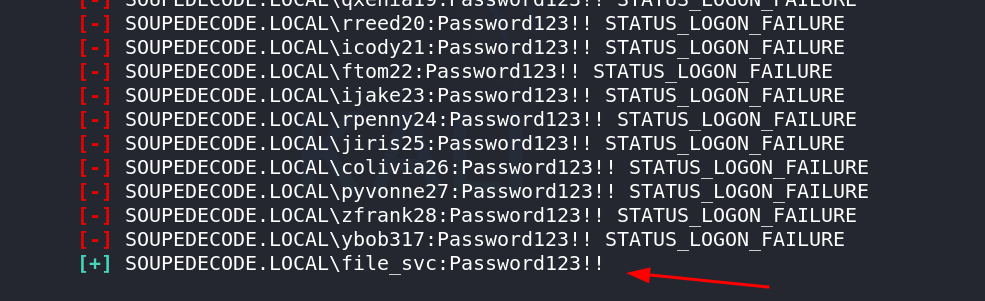 [-] SOUPEDECODE.LOCAL\qxenia19:Password123!! STATUS_LOGON_FAILURE
[-] SOUPEDECODE.LOCAL\rreed20:Password123!! STATUS_LOGON_FAILURE
[-] SOUPEDECODE.LOCAL\icody21:Password123!! STATUS_LOGON_FAILURE
[-] SOUPEDECODE.LOCAL\ftom22:Password123!! STATUS_LOGON_FAILURE
[-] SOUPEDECODE.LOCAL\ijake23:Password123!! STATUS_LOGON_FAILURE
[-] SOUPEDECODE.LOCAL\rpenny24:Password123!! STATUS_LOGON_FAILURE
[-] SOUPEDECODE.LOCAL\jiris25:Password123!! STATUS_LOGON_FAILURE
[-] SOUPEDECODE.LOCAL\colivia26:Password123!! STATUS_LOGON_FAILURE
[-] SOUPEDECODE.LOCAL\pyvonne27:Password123!! STATUS_LOGON_FAILURE
[-] SOUPEDECODE.LOCAL\zfrank28:Password123!! STATUS_LOGON_FAILURE
[-] SOUPEDECODE.LOCAL\ybob317:Password123!! STATUS_LOGON_FAILURE
[+] SOUPEDECODE.LOCAL\file_svc:Password123!!